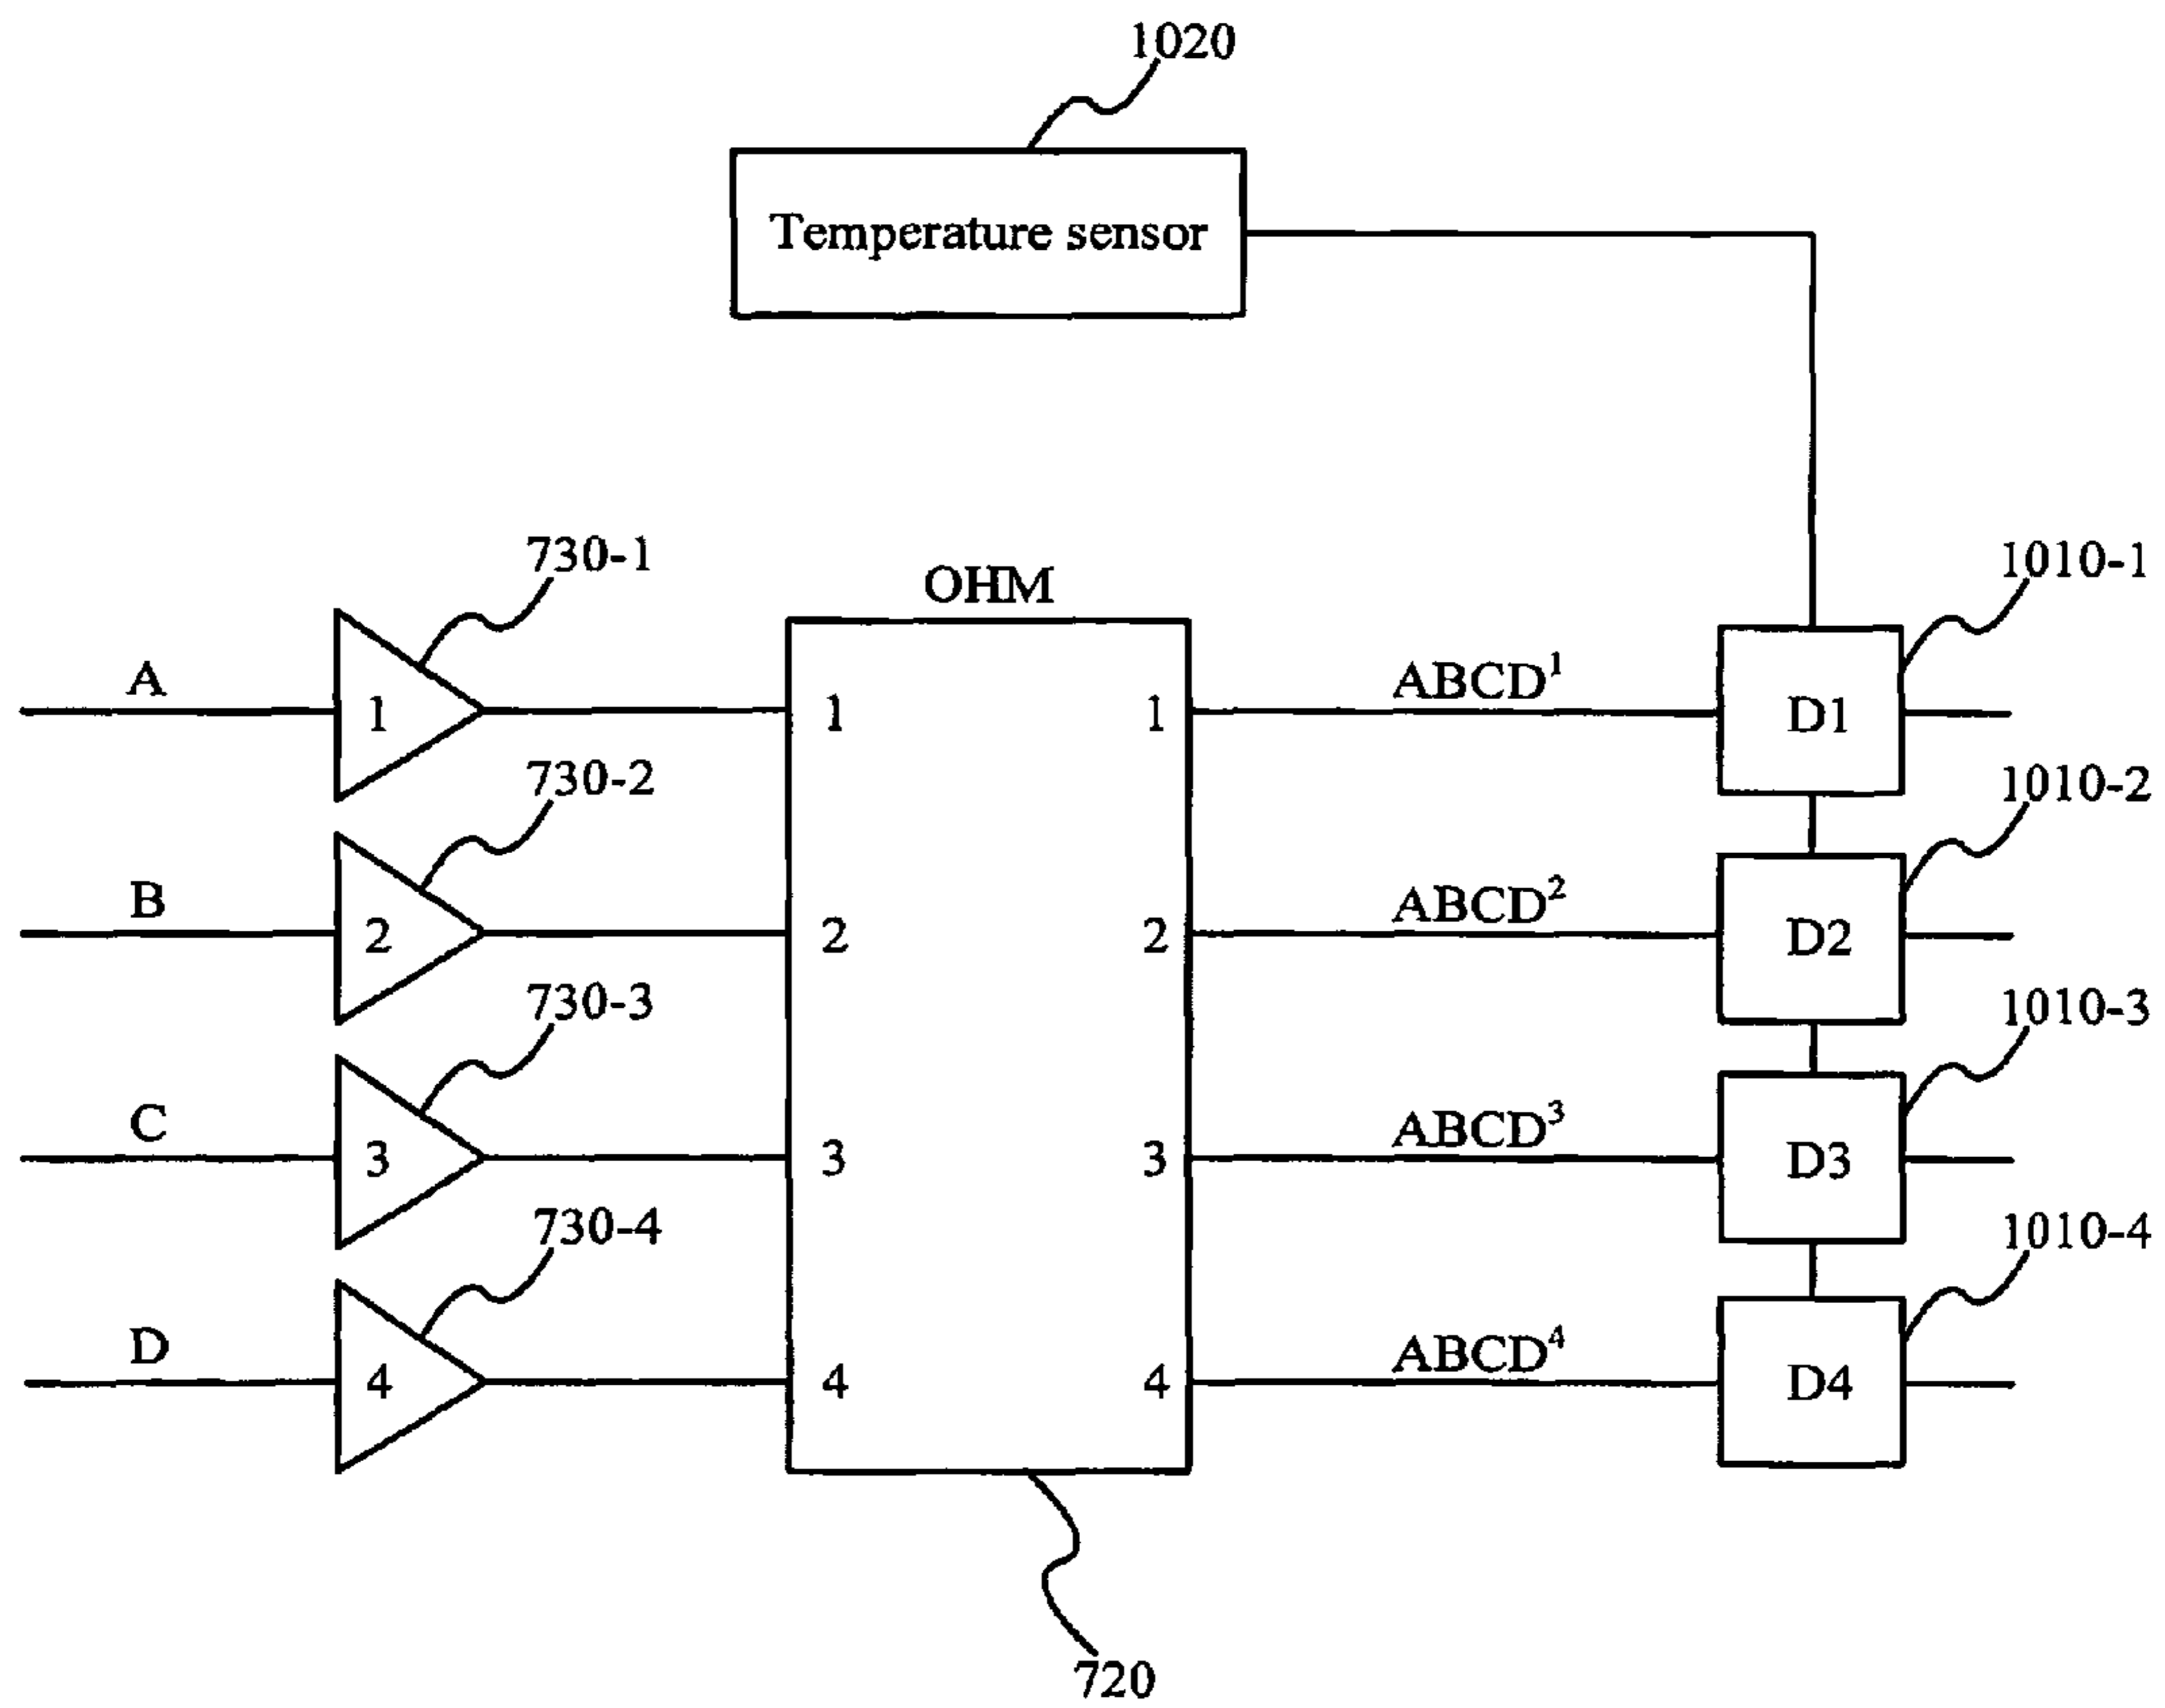 1020
Temperature sensor
730-1
OHM
1010-1
A
1
1
1
ABCD¹
D1
730-2
1010-2
B
2
2
2
ABCD²
D2
730-3
1010-3
C
3
3
3
ABCD³
D3
730-4
1010-4
D
4
4
4
ABCD⁴
D4
720